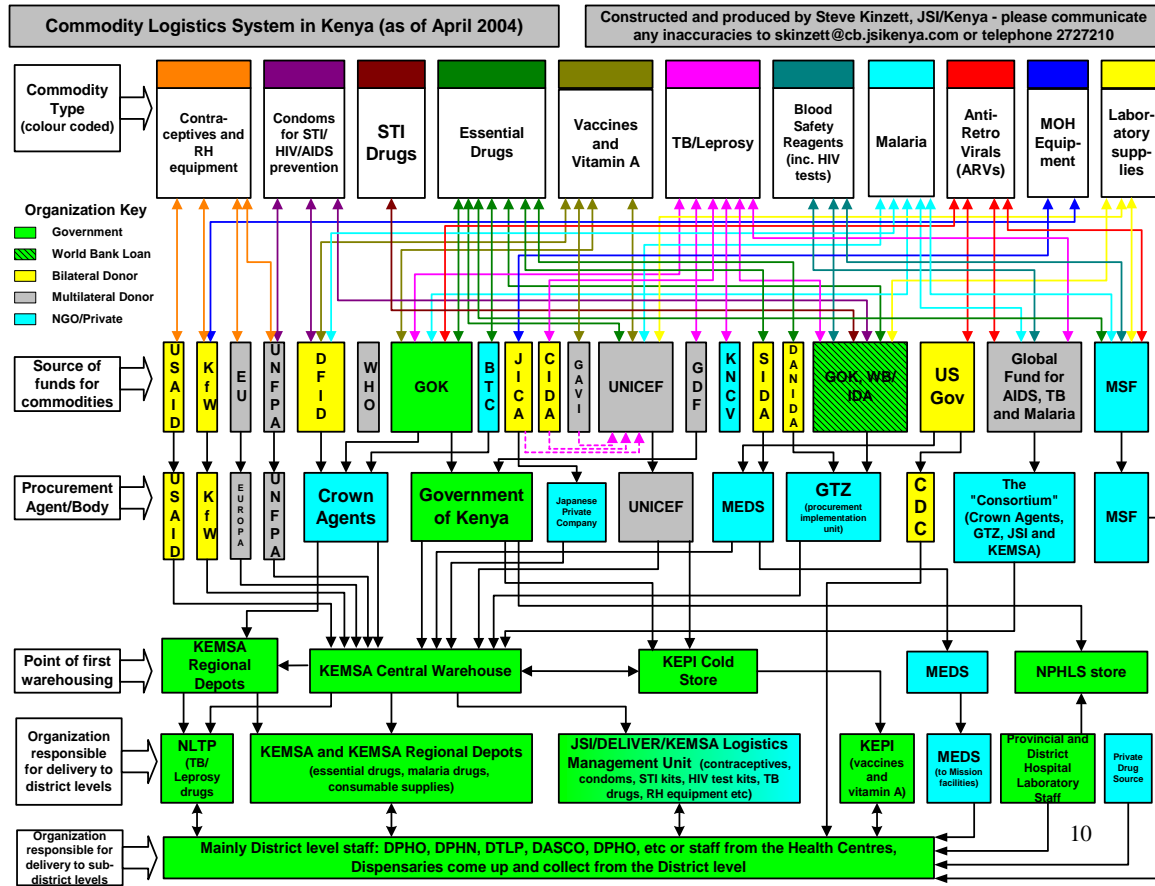 Commodity Logistics System in Kenya (as of April 2004)
Constructed and produced by Steve Kinzett, JSI/Kenya - please communicate
any inaccuracies to skinzett@cb.jsikenya.com or telephone 2727210
Commodity
Type
(colour coded)
Contra-
ceptives and
RH
equipment
Condoms
for STI/
HIV/AIDS
prevention
STI
Drugs
Essential
Drugs
Vaccines
and
Vitamin A
TB/Leprosy
Blood
Safety
Reagents
(inc. HIV
tests)
Malaria
Anti-
Retro
Virals
(ARVs)
MOH
Equip-
ment
Labor-
atory
supp-
lies
Organization Key
Government
World Bank Loan
Bilateral Donor
Multilateral Donor
NGO/Private
Source of
funds for
commodities
USAID
KfW
EU
UNFPA
DFID
WHO
GOK
BTC
JICA
CIDA
GAVI
UNICEF
GDF
KNCV
SIDA
DANIDA
GOK, WB/
IDA
US
Gov
Global
Fund for
AIDS, TB
and Malaria
MSF
Procurement
Agent/Body
USAID
KfW
EUROPA
UNFPA
Crown
Agents
Government
of Kenya
Japanese
Private
Company
UNICEF
MEDS
GTZ
(procurement
implementation
unit)
CDC
The
"Consortium"
(Crown Agents,
GTZ, JSI and
KEMSA)
MSF
Point of first
warehousing
KEMSA
Regional
Depots
KEMSA Central Warehouse
KEPI Cold
Store
MEDS
NPHLS store
Organization
responsible
for delivery to
district levels
NLTP
(TB/
Leprosy
drugs
KEMSA and KEMSA Regional Depots
(essential drugs, malaria drugs,
consumable supplies)
JSI/DELIVER/KEMSA Logistics
Management Unit (contraceptives,
condoms, STI kits, HIV test kits, TB
drugs, RH equipment etc)
KEPI
(vaccines
and
vitamin A)
MEDS
(to Mission
facilities)
Provincial and
District
Hospital
Laboratory
Staff
Private
Drug
Source
Organization
responsible for
delivery to sub-
district levels
Mainly District level staff: DPHO, DPHN, DTLP, DASCO, DPHO, etc or staff from the Health Centres,
Dispensaries come up and collect from the District level
10